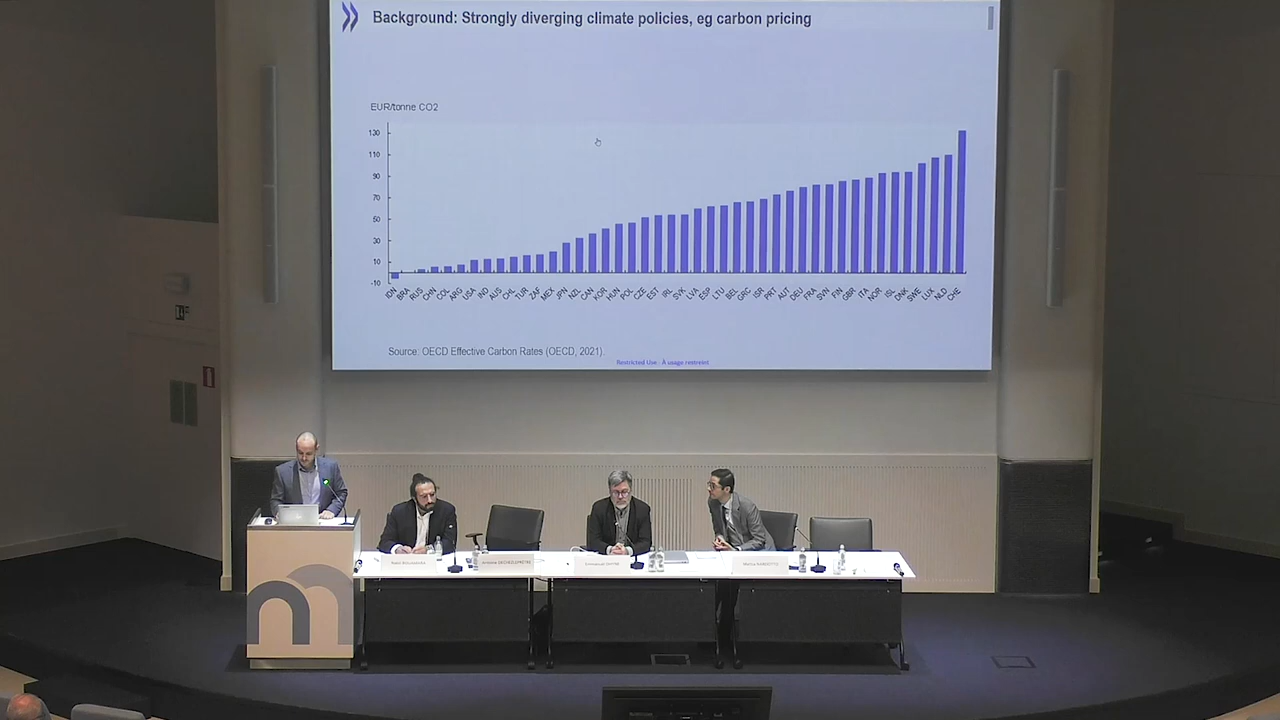 Background: Strongly diverging climate policies, eg carbon pricing
EUR/tonne CO2
130
110
90
70
50
30
10
-10
IDN BRA RUS CHN COL ARG USA IND AUS CHL TUR ZAF MEX JPN NZL CAN KOR HUN POL CZE EST IRL SVK LVA ESP LTU BEL GRC ISR PRT AUT DEU FRA SVN FIN GBR ITA NOR ISL DNK SWE LUX NLD CHE
Source: OECD Effective Carbon Rates (OECD, 2021).
Restricted Use - À usage restreint